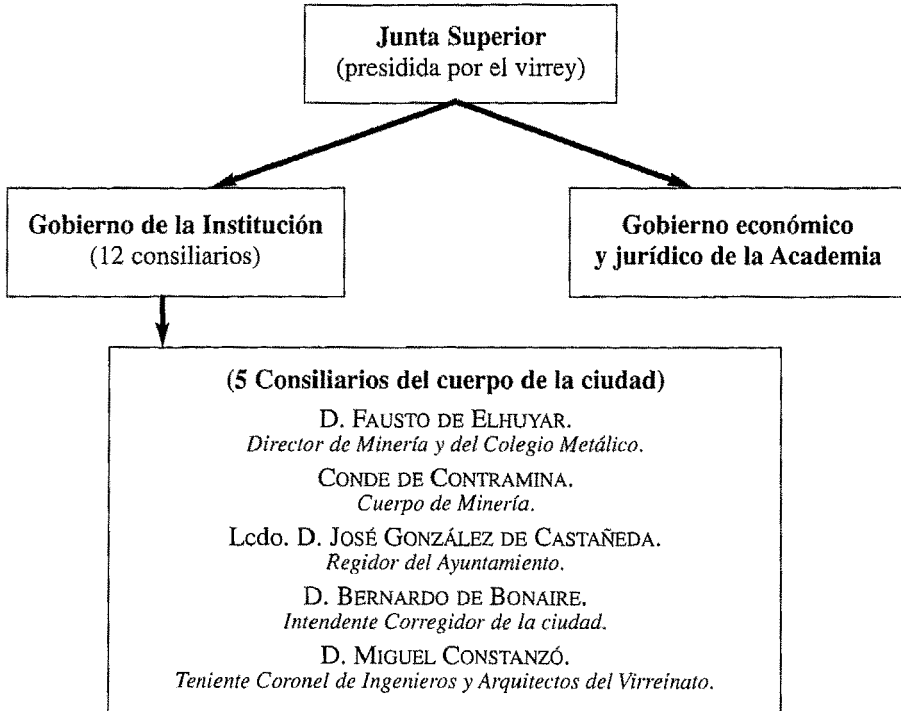 Junta Superior
(presidida por el virrey)
Gobierno de la Institución
(12 consiliarios)
Gobierno económico
y jurídico de la Academia
(5 Consiliarios del cuerpo de la ciudad)
D. FAUSTO DE ELHUYAR.
Director de Minería y del Colegio Metálico.
CONDE DE CONTRAMINA.
Cuerpo de Minería.
Lcdo. D. JOSÉ GONZÁLEZ DE CASTAÑEDA.
Regidor del Ayuntamiento.
D. BERNARDO DE BONAIRE.
Intendente Corregidor de la ciudad.
D. MIGUEL CONSTANZÓ.
Teniente Coronel de Ingenieros y Arquitectos del Virreinato.